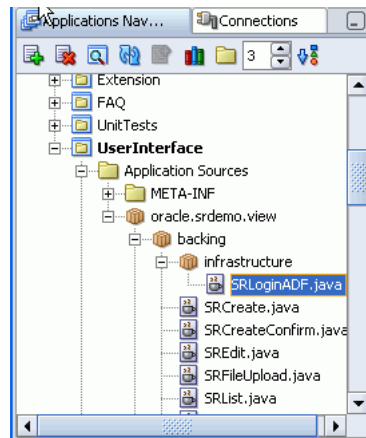 Applications Nav...
Connections
3
Extension
FAQ
UnitTests
UserInterface
Application Sources
META-INF
oracle.srdemo.view
backing
infrastructure
SRLoginADF.java
SRCreate.java
SRCreateConfirm.java
SREdit.java
SRFileUpload.java
SRList.java